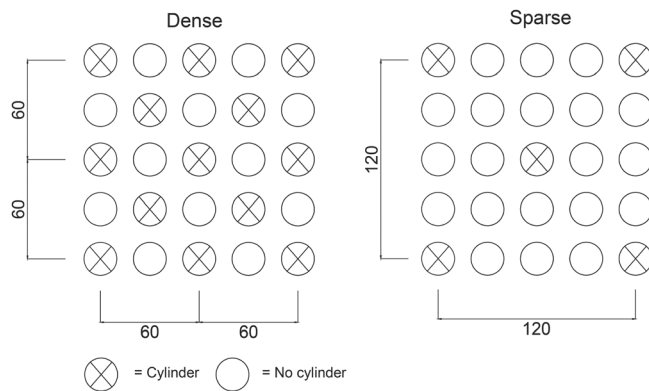 Dense
Sparse
60
60
120
60
60
120
= Cylinder
= No cylinder